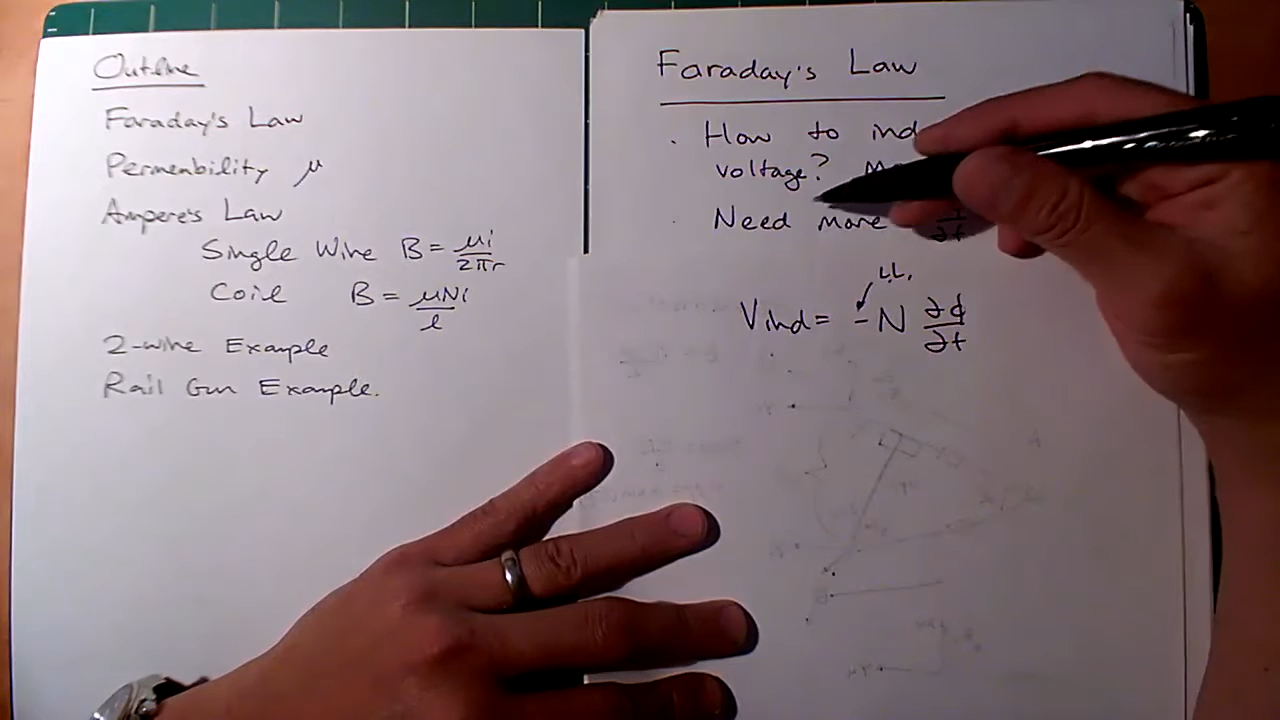 Outline
Faraday's Law
Permeability μ
Ampere's Law
Single Wire B = μi/2πr
Coil B = μNi/l
2-wire Example
Rail Gun Example.
Faraday's Law
· How to ind
voltage?
· Need more
L.L.
Vind = -N ∂ϕ/∂t